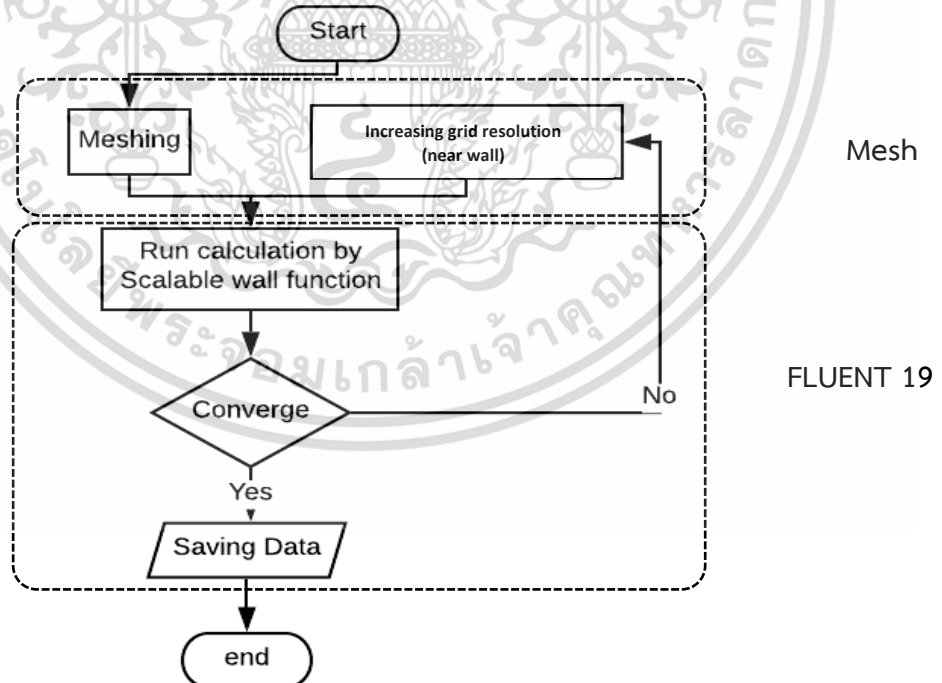 Start
Meshing
Increasing grid resolution
(near wall)
Mesh
Run calculation by
Scalable wall function
FLUENT 19
Converge
No
Yes
Saving Data
end